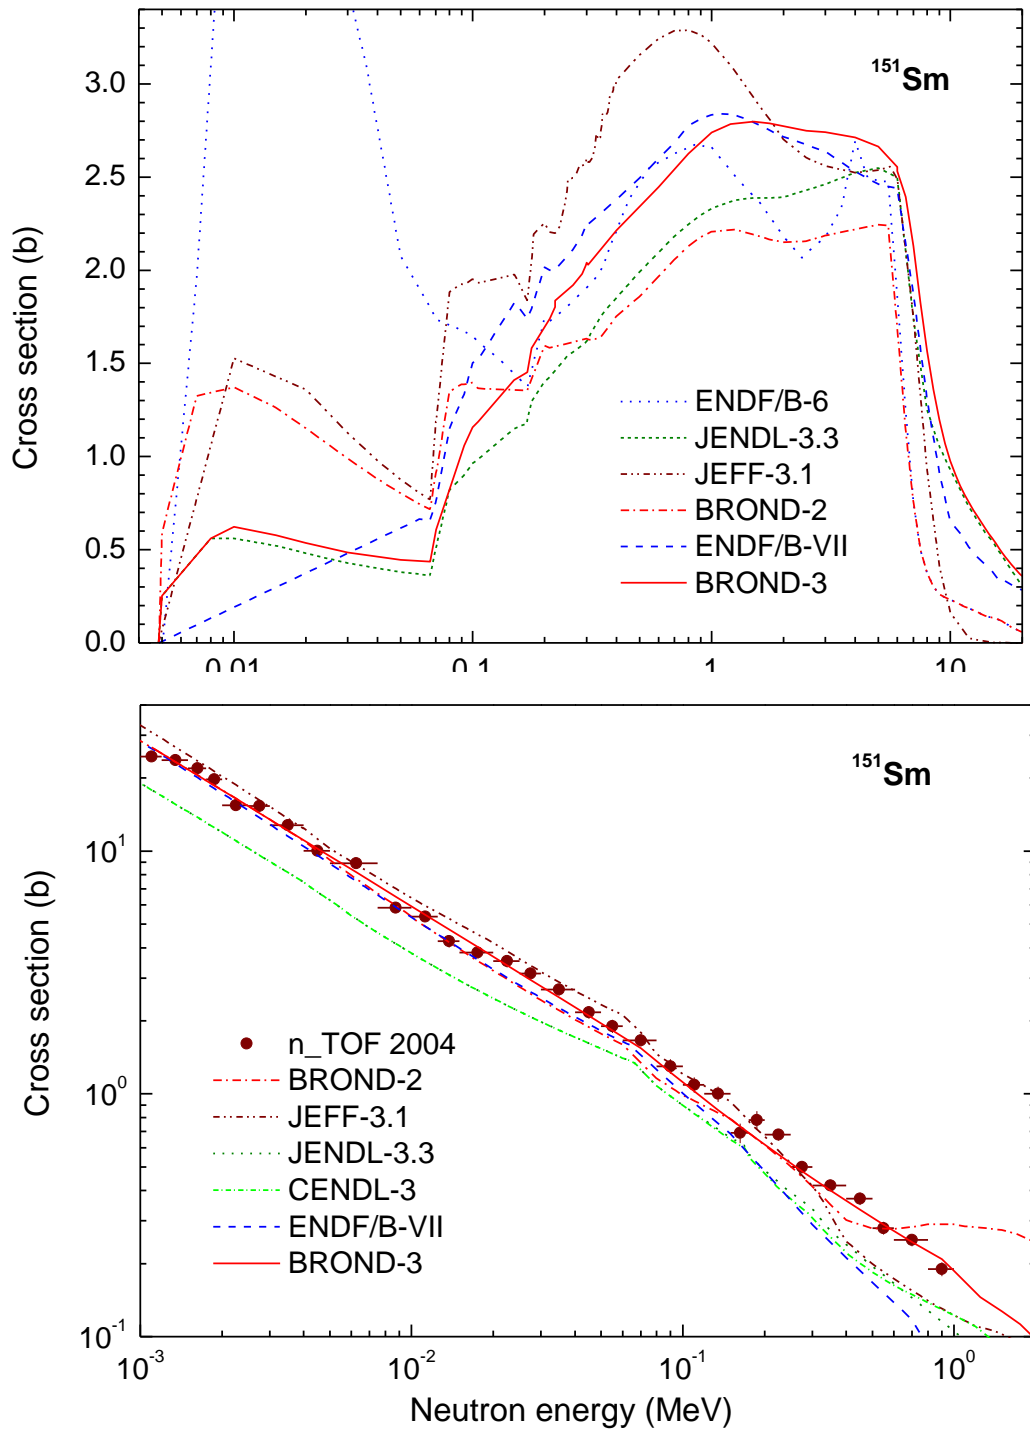 ¹⁵¹Sm
3.0
2.5
2.0
1.5
1.0
0.5
0.0
Cross section (b)
ENDF/B-6
JENDL-3.3
JEFF-3.1
BROND-2
ENDF/B-VII
BROND-3
0.01 0.1 1 10
¹⁵¹Sm
10¹
10⁰
10⁻¹
Cross section (b)
n_TOF 2004
BROND-2
JEFF-3.1
JENDL-3.3
CENDL-3
ENDF/B-VII
BROND-3
10⁻³ 10⁻² 10⁻¹ 10⁰
Neutron energy (MeV)